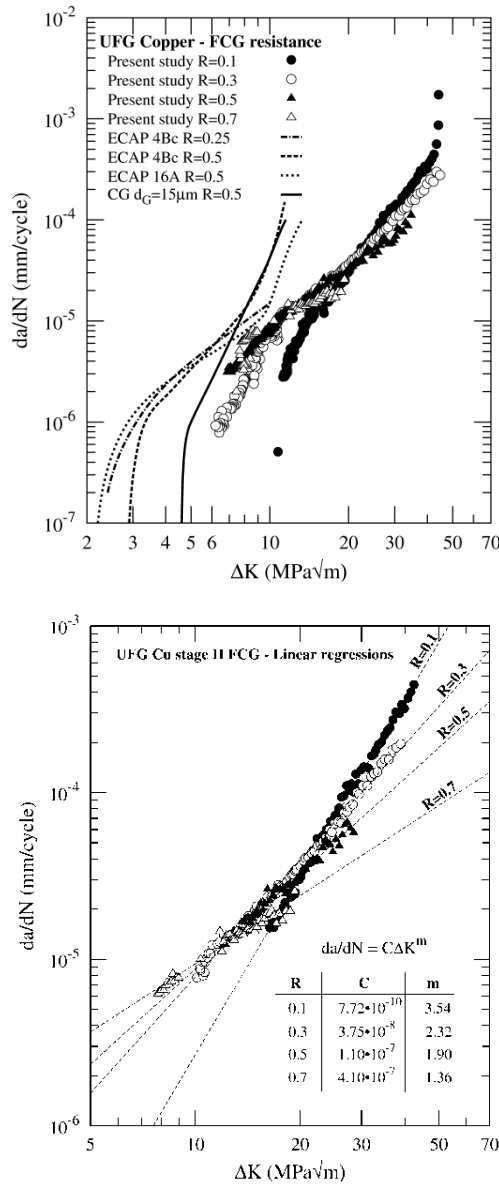 UFG Copper - FCG resistance
Present study R=0.1
Present study R=0.3
Present study R=0.5
Present study R=0.7
ECAP 4Bc R=0.25
ECAP 4Bc R=0.5
ECAP 16A R=0.5
CG d_G=15μm R=0.5
10⁻²
10⁻³
10⁻⁴
10⁻⁵
10⁻⁶
10⁻⁷
da/dN (mm/cycle)
2 3 4 5 6 10 20 30 40 50 70
ΔK (MPa√m)
UFG Cu stage II FCG - Linear regressions
R=0.1
R=0.3
R=0.5
R=0.7
10⁻³
10⁻⁴
10⁻⁵
10⁻⁶
da/dN (mm/cycle)
da/dN = CΔK^m
R C m
0.1 7.72•10⁻¹⁰ 3.54
0.3 3.75•10⁻⁸ 2.32
0.5 1.10•10⁻⁷ 1.90
0.7 4.10•10⁻⁷ 1.36
5 10 20 30 40 50 70
ΔK (MPa√m)